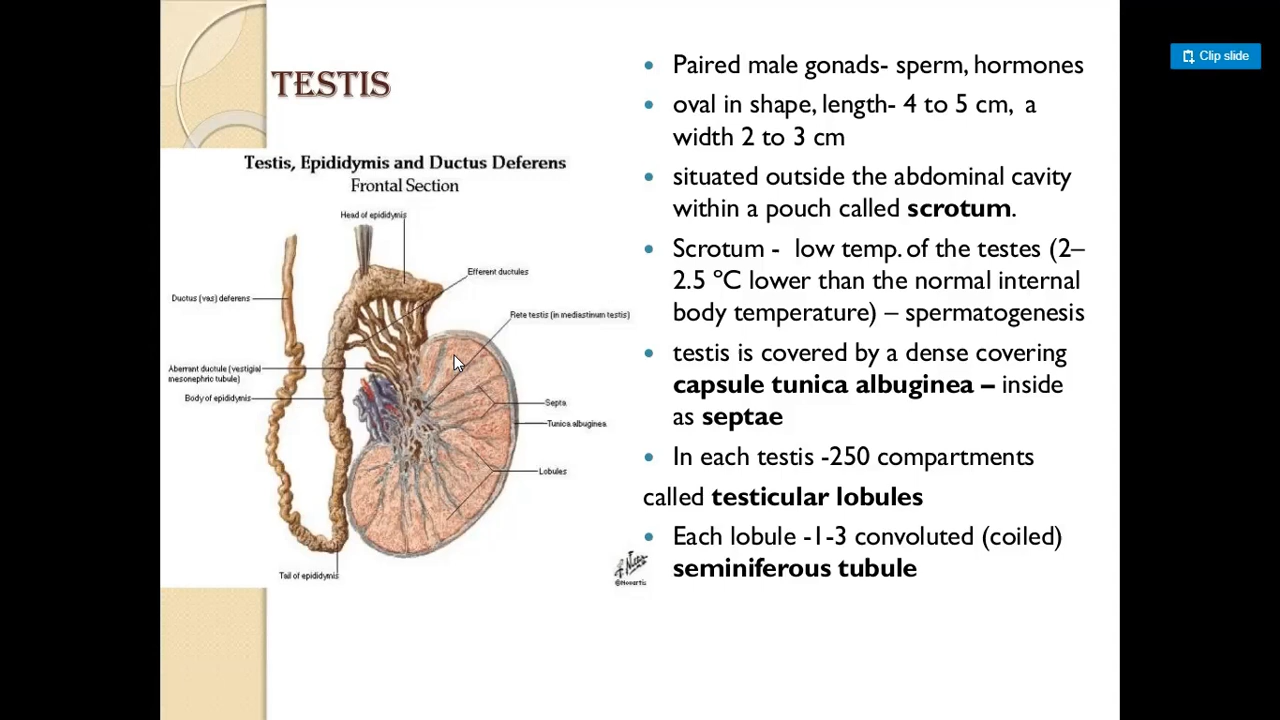 Clip slide
TESTIS
Testis, Epididymis and Ductus Deferens
Frontal Section
Head of epididymis
Efferent ductules
Ductus (vas) deferens
Rete testis (in mediastinum testis)
Aberrant ductule (vestigial
mesonephric tubule)
Body of epididymis
Septa
Tunica albuginea
Lobules
Tail of epididymis
©Novartis
• Paired male gonads- sperm, hormones
• oval in shape, length- 4 to 5 cm, a
width 2 to 3 cm
• situated outside the abdominal cavity
within a pouch called scrotum.
• Scrotum - low temp. of the testes (2–
2.5 ºC lower than the normal internal
body temperature) – spermatogenesis
• testis is covered by a dense covering
capsule tunica albuginea – inside
as septae
• In each testis -250 compartments
called testicular lobules
• Each lobule -1-3 convoluted (coiled)
seminiferous tubule